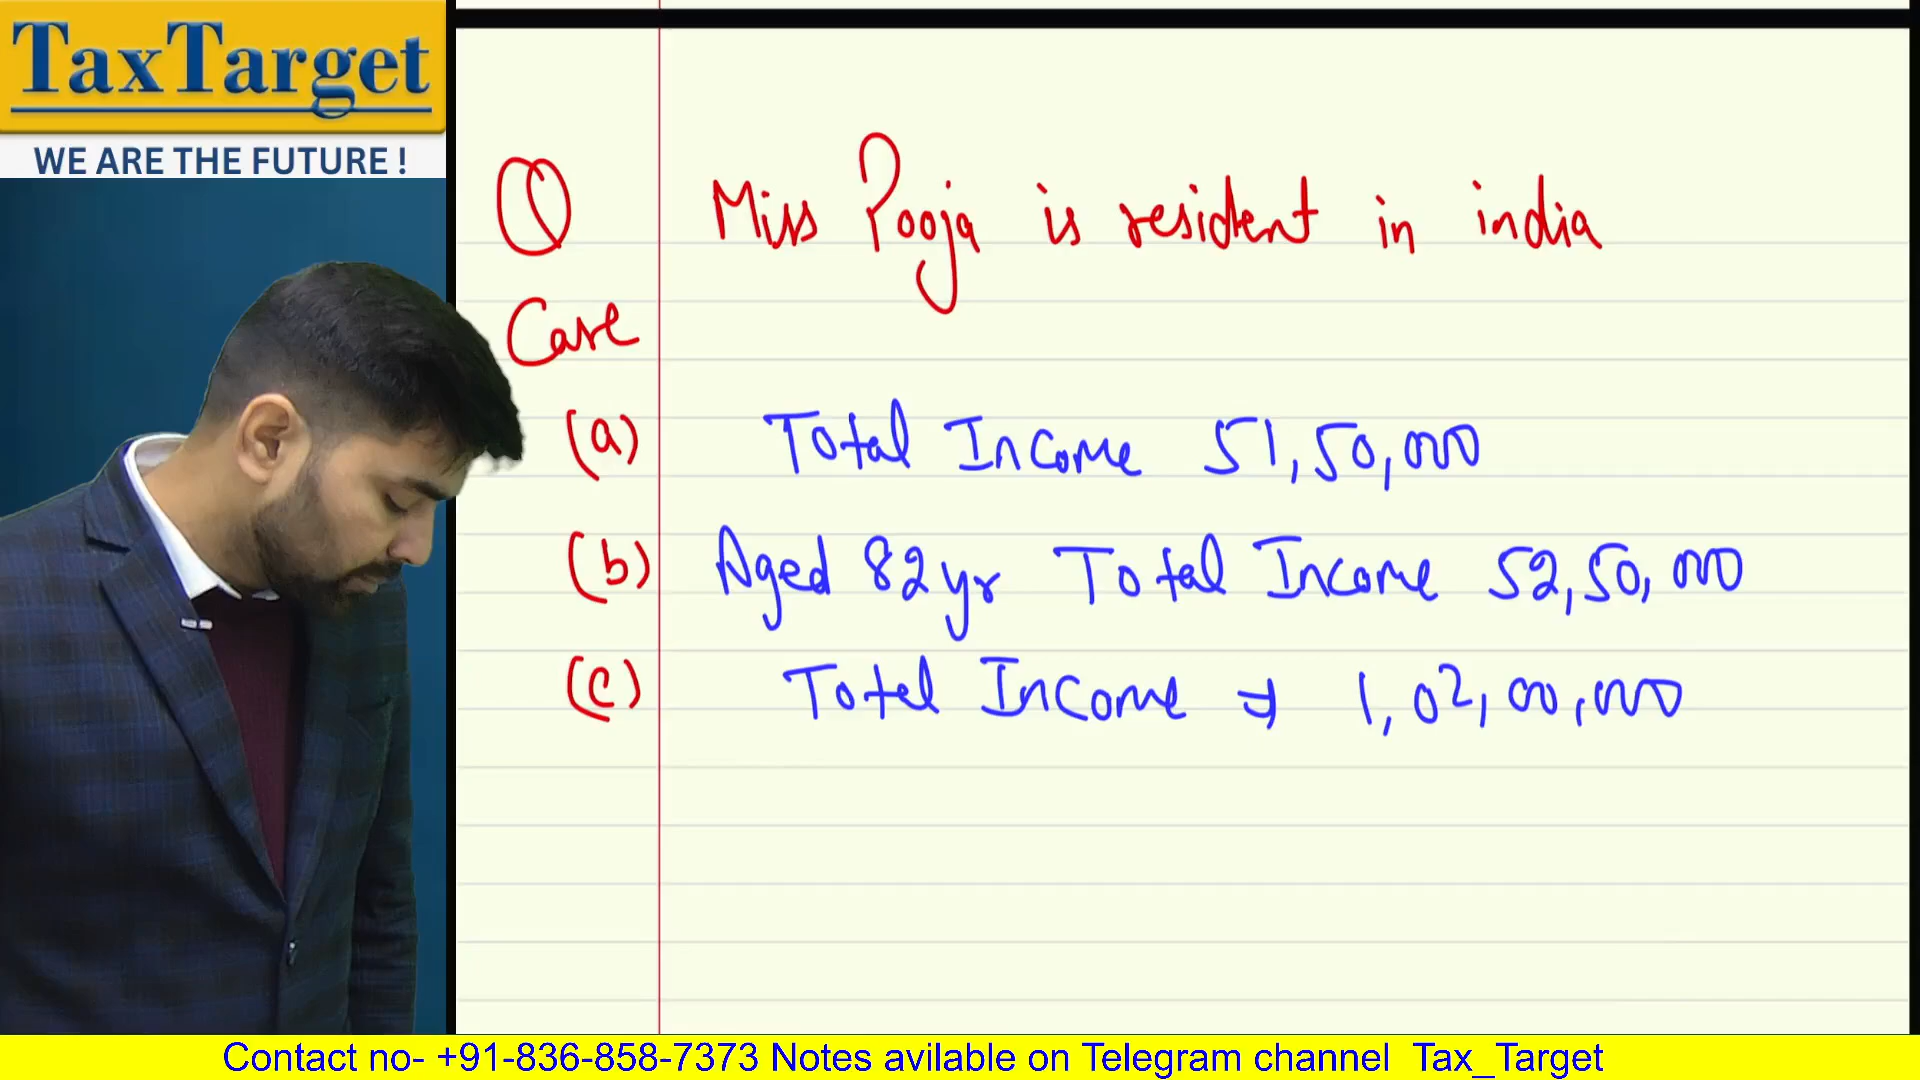 TaxTarget
WE ARE THE FUTURE !
Q Miss Pooja is resident in india
Case
(a) Total Income 51,50,000
(b) Aged 82 yr Total Income 52,50,000
(c) Total Income ⇒ 1,02,00,000
Contact no- +91-836-858-7373 Notes avilable on Telegram channel Tax_Target